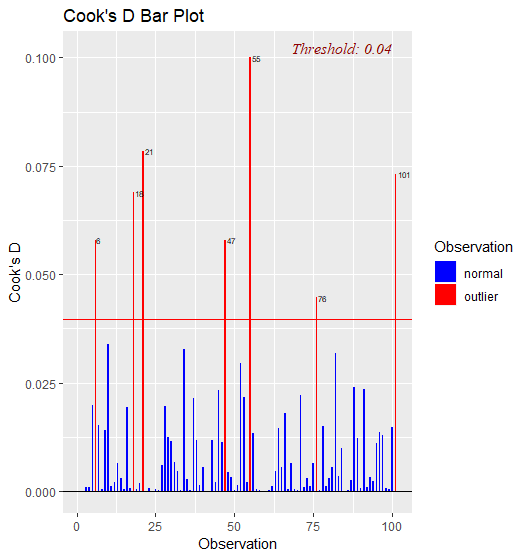 Cook's D Bar Plot
Threshold: 0.04
0.100
0.075
0.050
0.025
0.000
Cook's D
55
21
18
101
6
47
76
0
25
50
75
100
Observation
Observation
normal
outlier